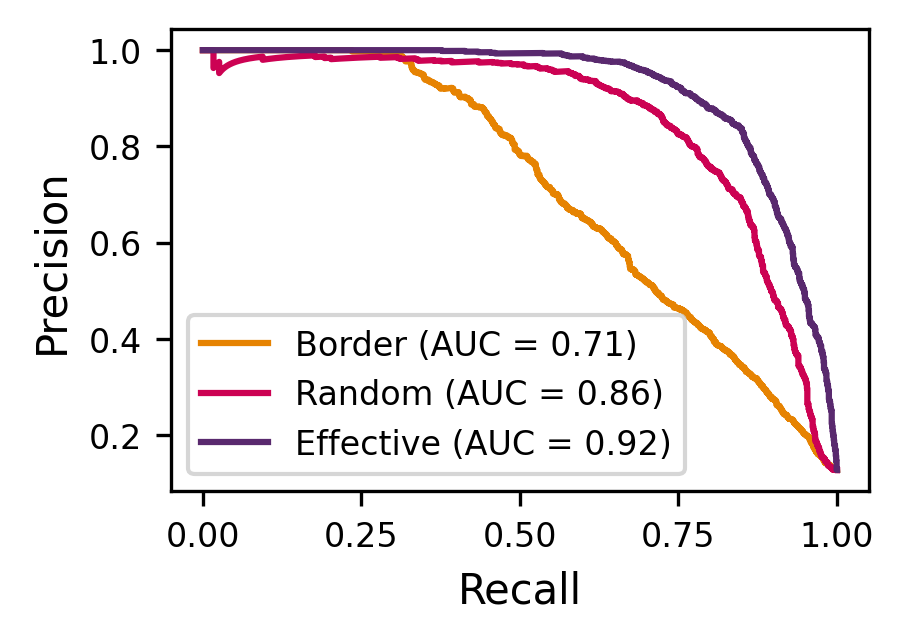 1.0
0.8
0.6
0.4
0.2
Precision
Border (AUC = 0.71)
Random (AUC = 0.86)
Effective (AUC = 0.92)
0.00 0.25 0.50 0.75 1.00
Recall